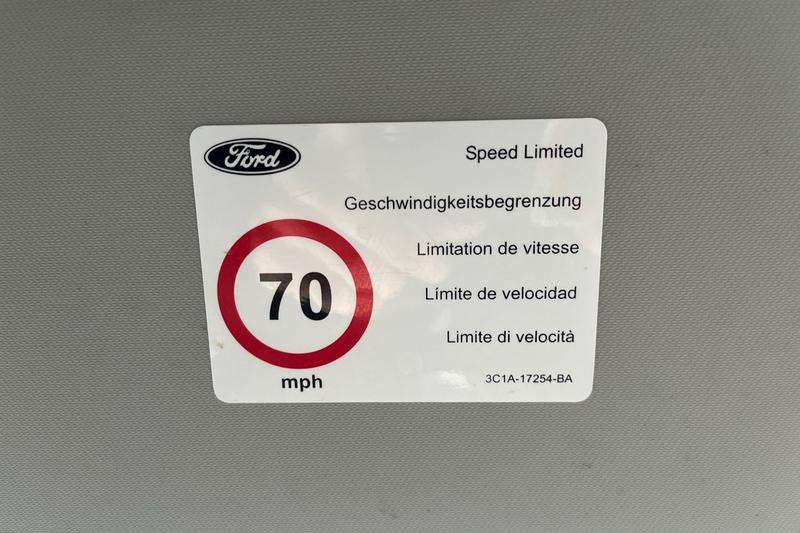 Ford
Speed Limited
Geschwindigkeitsbegrenzung
Limitation de vitesse
Límite de velocidad
Limite di velocità
70
mph
3C1A-17254-BA